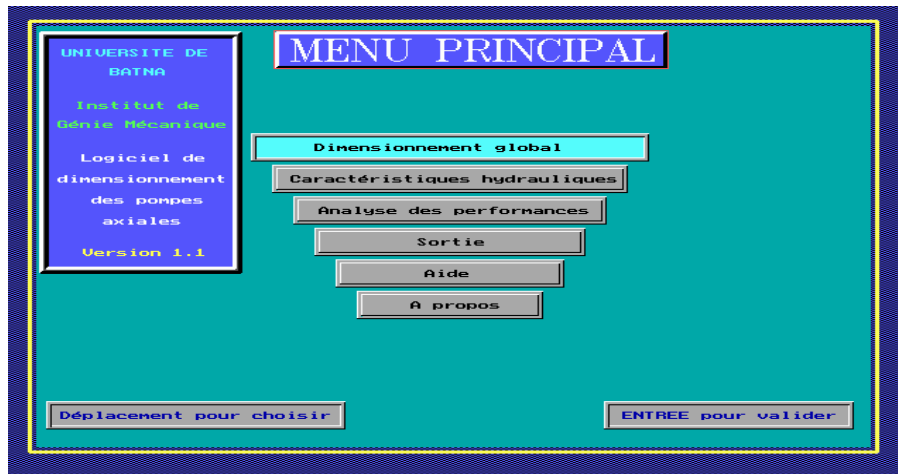 UNIVERSITE DE
BATNA
Institut de
Génie Mécanique
Logiciel de
dimensionnement
des pompes
axiales
Version 1.1
MENU PRINCIPAL
Dimensionnement global
Caractéristiques hydrauliques
Analyse des performances
Sortie
Aide
A propos
Déplacement pour choisir
ENTREE pour valider